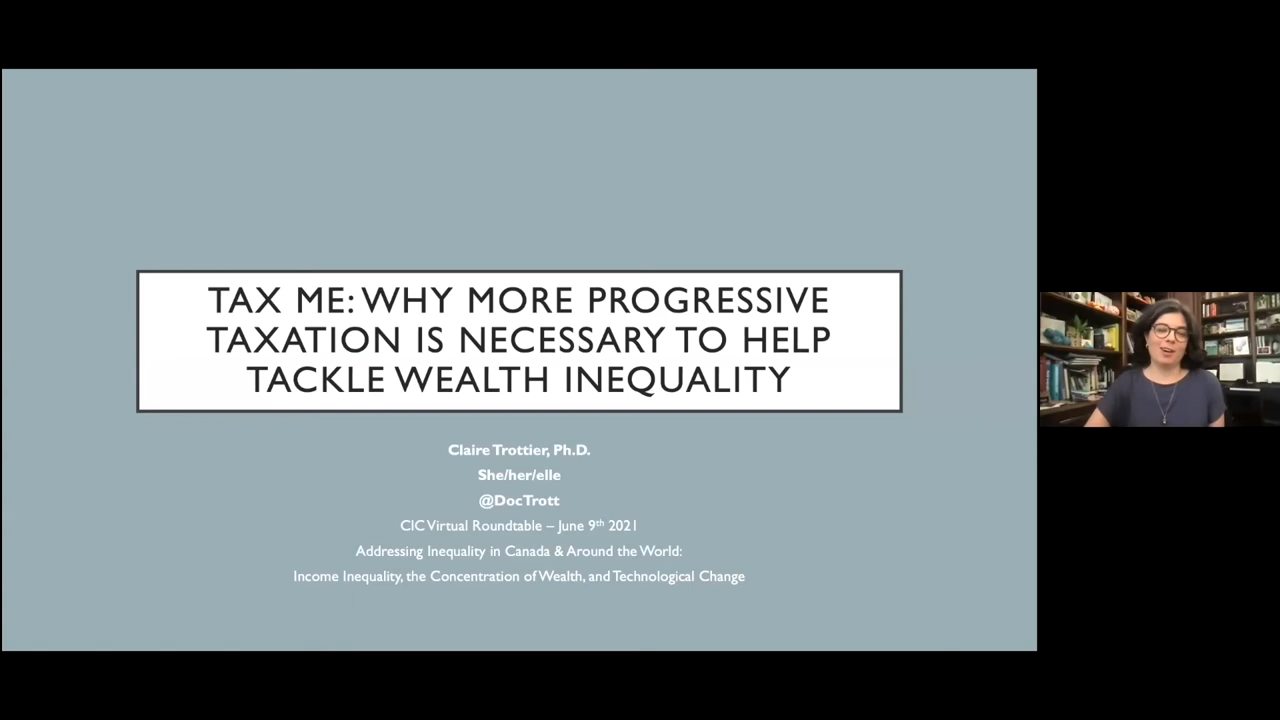 TAX ME: WHY MORE PROGRESSIVE
TAXATION IS NECESSARY TO HELP
TACKLE WEALTH INEQUALITY
Claire Trottier, Ph.D.
She/her/elle
@DocTrott
CIC Virtual Roundtable – June 9th 2021
Addressing Inequality in Canada & Around the World:
Income Inequality, the Concentration of Wealth, and Technological Change